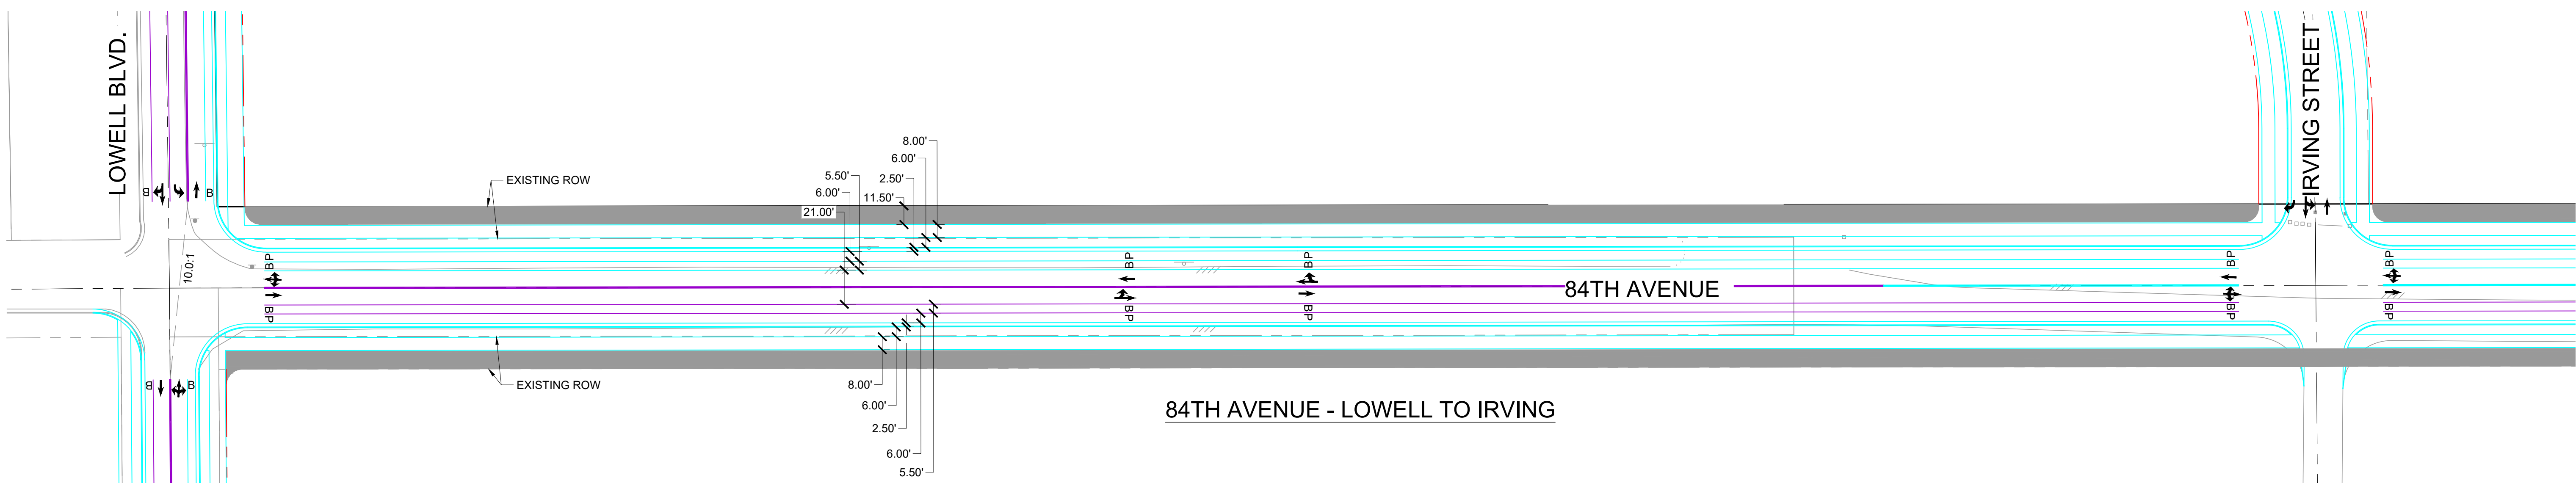 LOWELL BLVD.
IRVING STREET
8.00'
6.00'
EXISTING ROW
5.50'
2.50'
6.00'
11.50'
21.00'
B
B
10.0:1
BP
BP
BP
BP
BP
84TH AVENUE
BP
BP
BP
BP
BP
EXISTING ROW
8.00'
B
B
6.00'
84TH AVENUE - LOWELL TO IRVING
2.50'
6.00'
5.50'